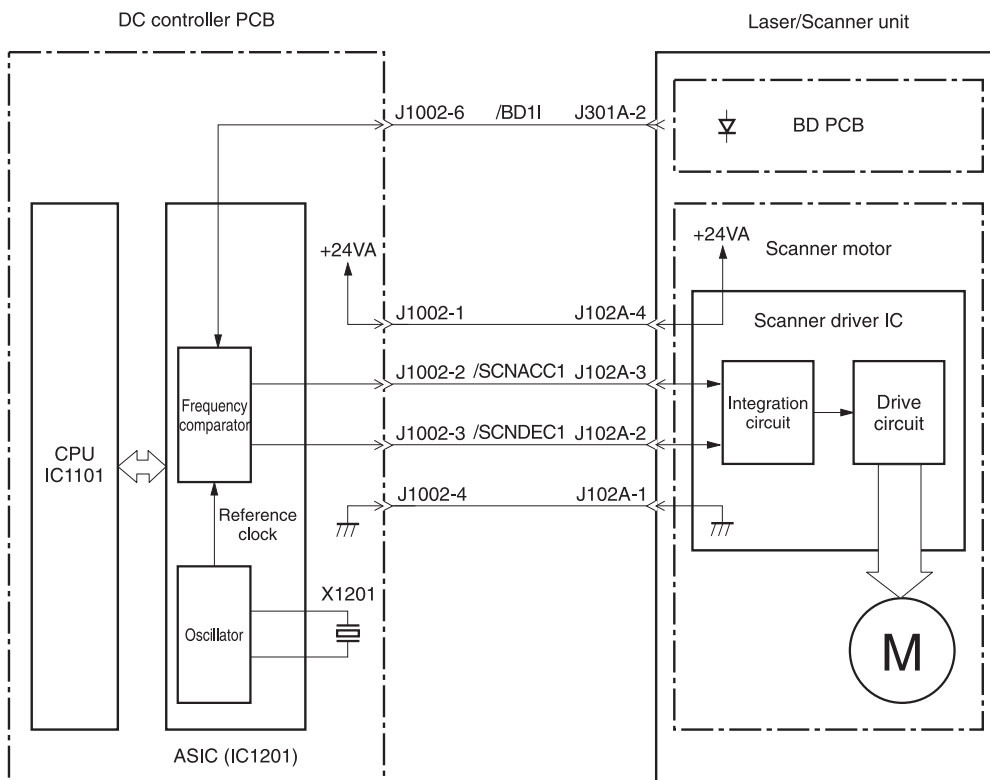 DC controller PCB
Laser/Scanner unit
J1002-6 /BD1I J301A-2
BD PCB
+24VA
+24VA
Scanner motor
J1002-1 J102A-4
Scanner driver IC
J1002-2 /SCNACC1 J102A-3
Frequency
comparator
Integration
circuit
Drive
circuit
J1002-3 /SCNDEC1 J102A-2
CPU
IC1101
J1002-4 J102A-1
Reference
clock
X1201
Oscillator
M
ASIC (IC1201)